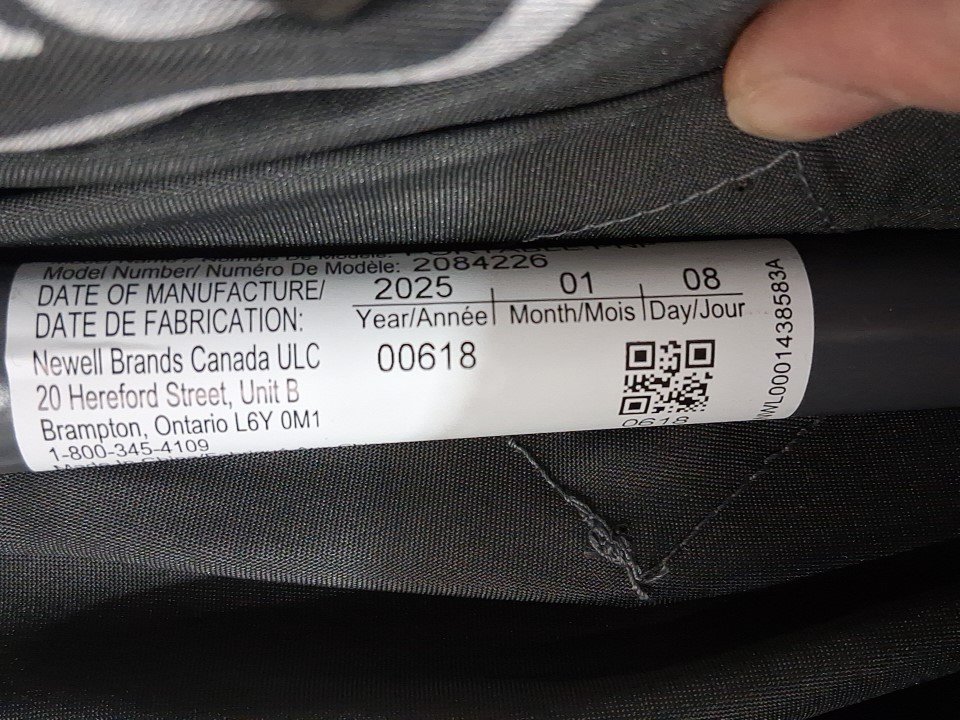 Model Number/ Numéro De Modèle: 2084226
DATE OF MANUFACTURE/
DATE DE FABRICATION:
2025 01 08
Year/Année Month/Mois Day/Jour
Newell Brands Canada ULC
20 Hereford Street, Unit B
Brampton, Ontario L6Y 0M1
1-800-345-4109
00618
0618
WL0001438583A